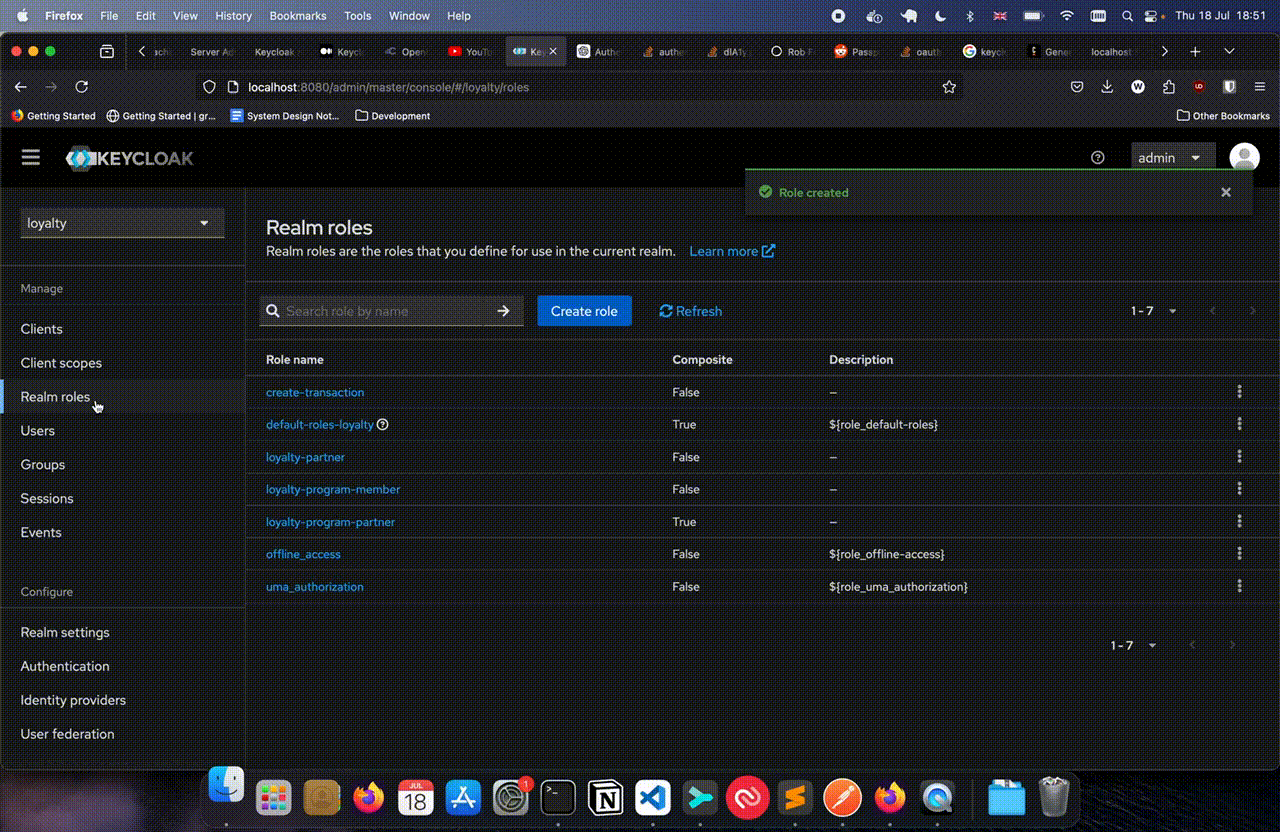 Firefox File Edit View History Bookmarks Tools Window Help Thu 18 Jul 18:51
Server Keycloak Keycl Open YouTu Key Authe authe dIA1y Rob F Passp oauth keycl Gene localhost
localhost:8080/admin/master/console/#/loyalty/roles
Getting Started Getting Started | gr... System Design Not... Development Other Bookmarks
KEYCLOAK admin
Role created
loyalty
Realm roles
Realm roles are the roles that you define for use in the current realm. Learn more
Manage
Search role by name Create role Refresh 1 - 7
Clients
Role name Composite Description
Client scopes
create-transaction False –
Realm roles
default-roles-loyalty True ${role_default-roles}
Users
loyalty-partner False –
Groups
loyalty-program-member False –
Sessions
loyalty-program-partner True –
Events
offline_access False ${role_offline-access}
uma_authorization False ${role_uma_authorization}
Configure
Realm settings
1 - 7
Authentication
Identity providers
User federation
JUL
18
1